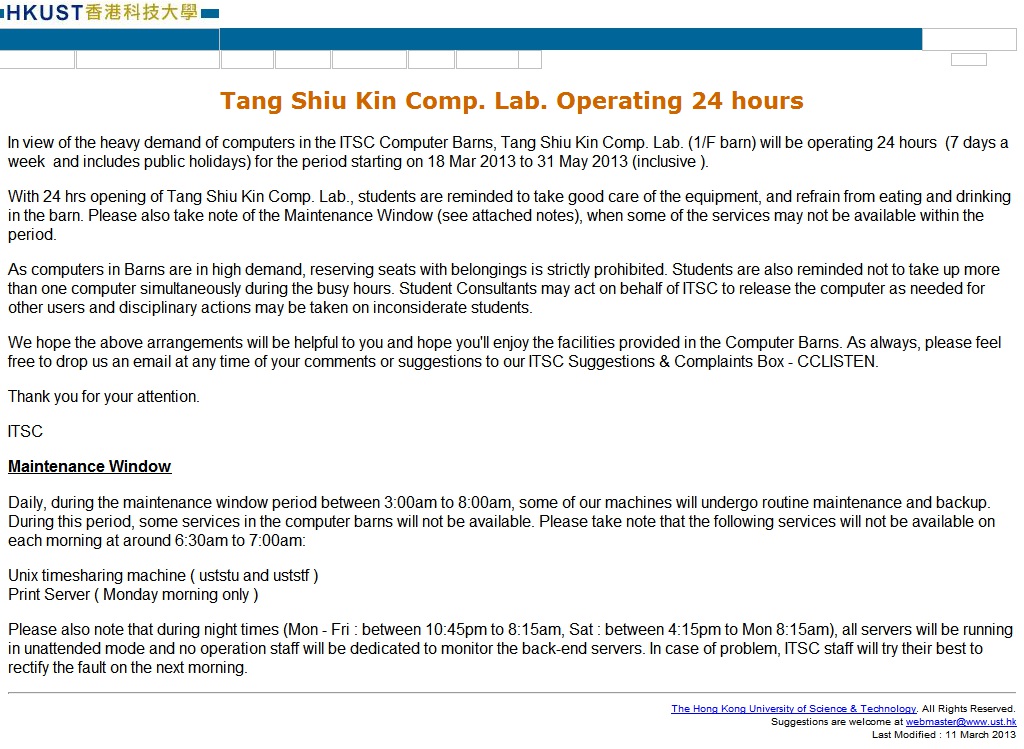 HKUST香港科技大學
Tang Shiu Kin Comp. Lab. Operating 24 hours
In view of the heavy demand of computers in the ITSC Computer Barns, Tang Shiu Kin Comp. Lab. (1/F barn) will be operating 24 hours (7 days a
week and includes public holidays) for the period starting on 18 Mar 2013 to 31 May 2013 (inclusive ).
With 24 hrs opening of Tang Shiu Kin Comp. Lab., students are reminded to take good care of the equipment, and refrain from eating and drinking
in the barn. Please also take note of the Maintenance Window (see attached notes), when some of the services may not be available within the
period.
As computers in Barns are in high demand, reserving seats with belongings is strictly prohibited. Students are also reminded not to take up more
than one computer simultaneously during the busy hours. Student Consultants may act on behalf of ITSC to release the computer as needed for
other users and disciplinary actions may be taken on inconsiderate students.
We hope the above arrangements will be helpful to you and hope you'll enjoy the facilities provided in the Computer Barns. As always, please feel
free to drop us an email at any time of your comments or suggestions to our ITSC Suggestions & Complaints Box - CCLISTEN.
Thank you for your attention.
ITSC
Maintenance Window
Daily, during the maintenance window period between 3:00am to 8:00am, some of our machines will undergo routine maintenance and backup.
During this period, some services in the computer barns will not be available. Please take note that the following services will not be available on
each morning at around 6:30am to 7:00am:
Unix timesharing machine ( uststu and uststf )
Print Server ( Monday morning only )
Please also note that during night times (Mon - Fri : between 10:45pm to 8:15am, Sat : between 4:15pm to Mon 8:15am), all servers will be running
in unattended mode and no operation staff will be dedicated to monitor the back-end servers. In case of problem, ITSC staff will try their best to
rectify the fault on the next morning.
The Hong Kong University of Science & Technology. All Rights Reserved.
Suggestions are welcome at webmaster@www.ust.hk
Last Modified : 11 March 2013